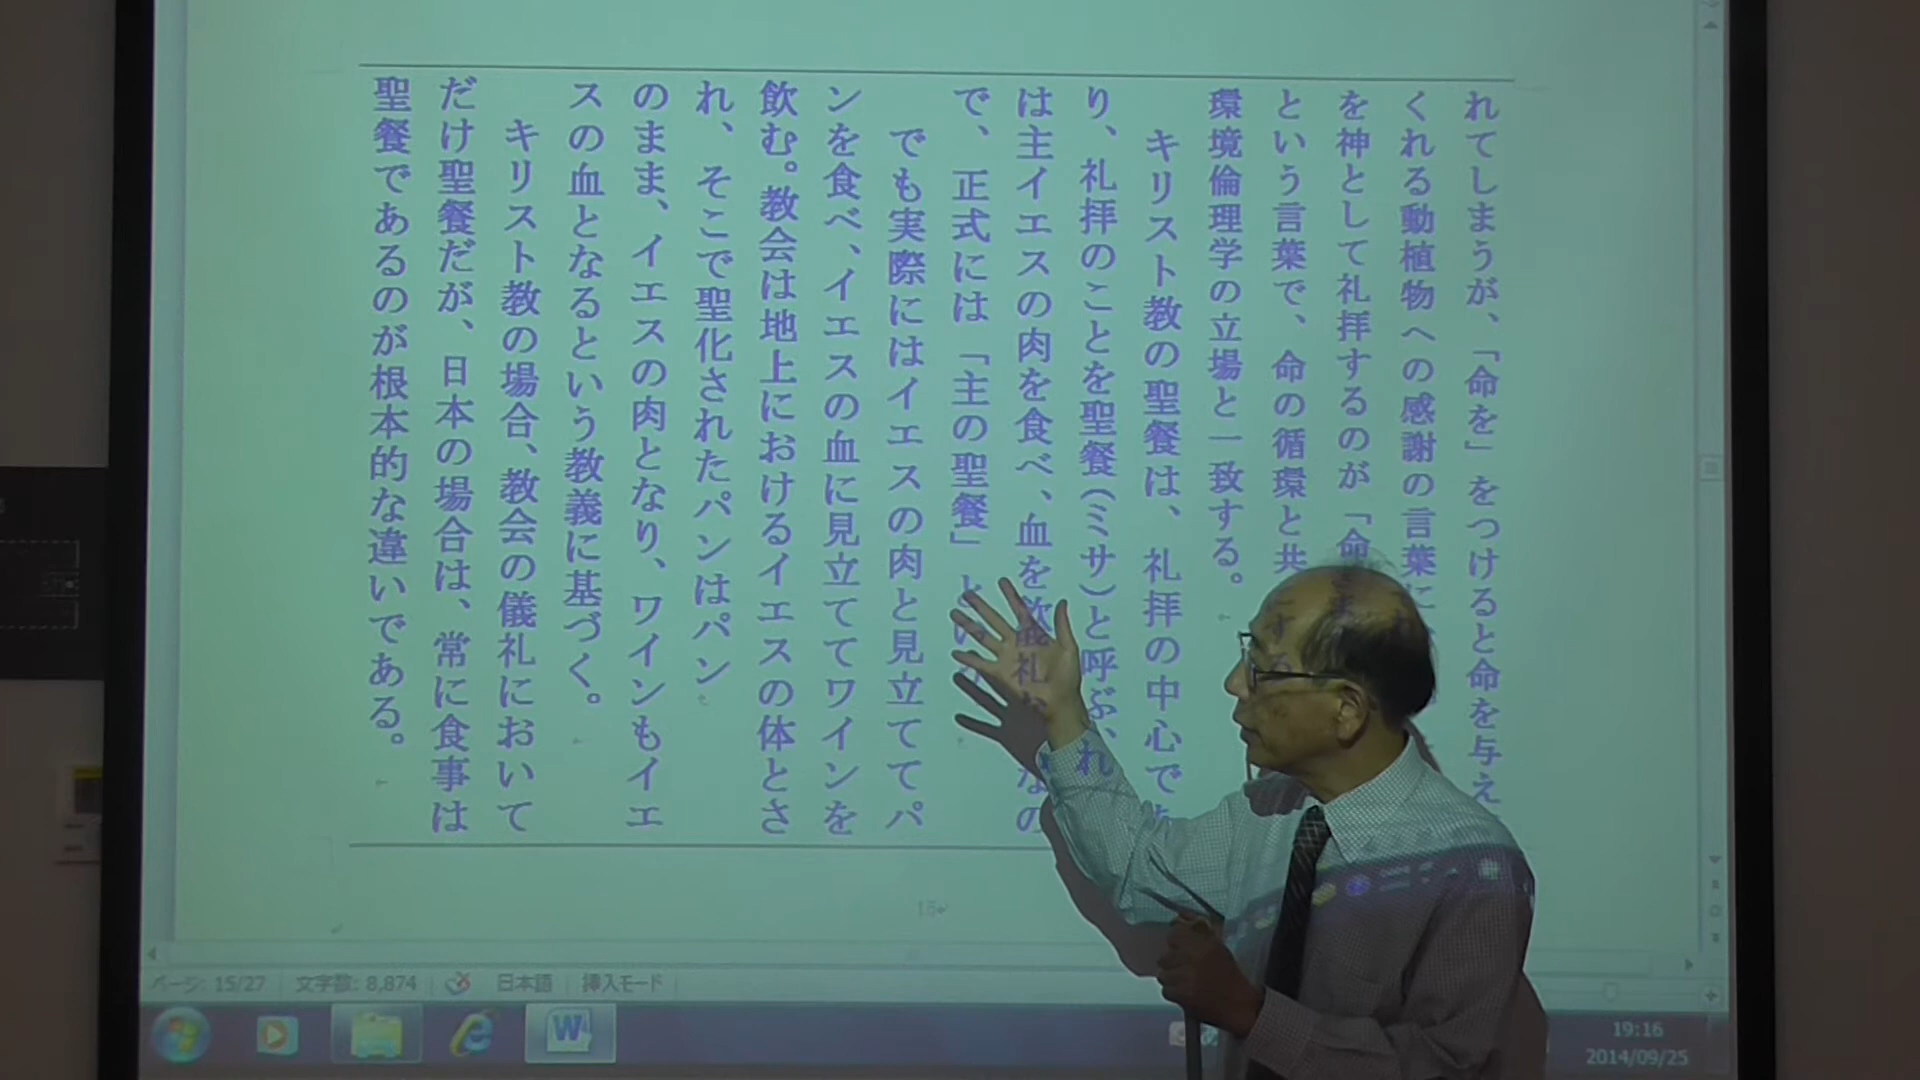 れてしまうが、「命を」をつけると命を与え
くれる動植物への感謝の言葉に
を神として礼拝するのが「命
という言葉で、命の循環と共
環境倫理学の立場と一致する。
キリスト教の聖餐は、礼拝の中心であ
り、礼拝のことを聖餐(ミサ)と呼ぶ、れ
は主イエスの肉を食べ、血を飲 儀礼なの
で、正式には「主の聖餐」という
でも実際にはイエスの肉と見立ててパ
ンを食べ、イエスの血に見立ててワインを
飲む。教会は地上におけるイエスの体とさ
れ、そこで聖化されたパンはパン
のまま、イエスの肉となり、ワインもイエ
スの血となるという教義に基づく。
キリスト教の場合、教会の儀礼において
だけ聖餐だが、日本の場合は、常に食事は
聖餐であるのが根本的な違いである。
15
ページ: 15/27 文字数: 8,874 日本語 挿入モード
19:16
2014/09/25